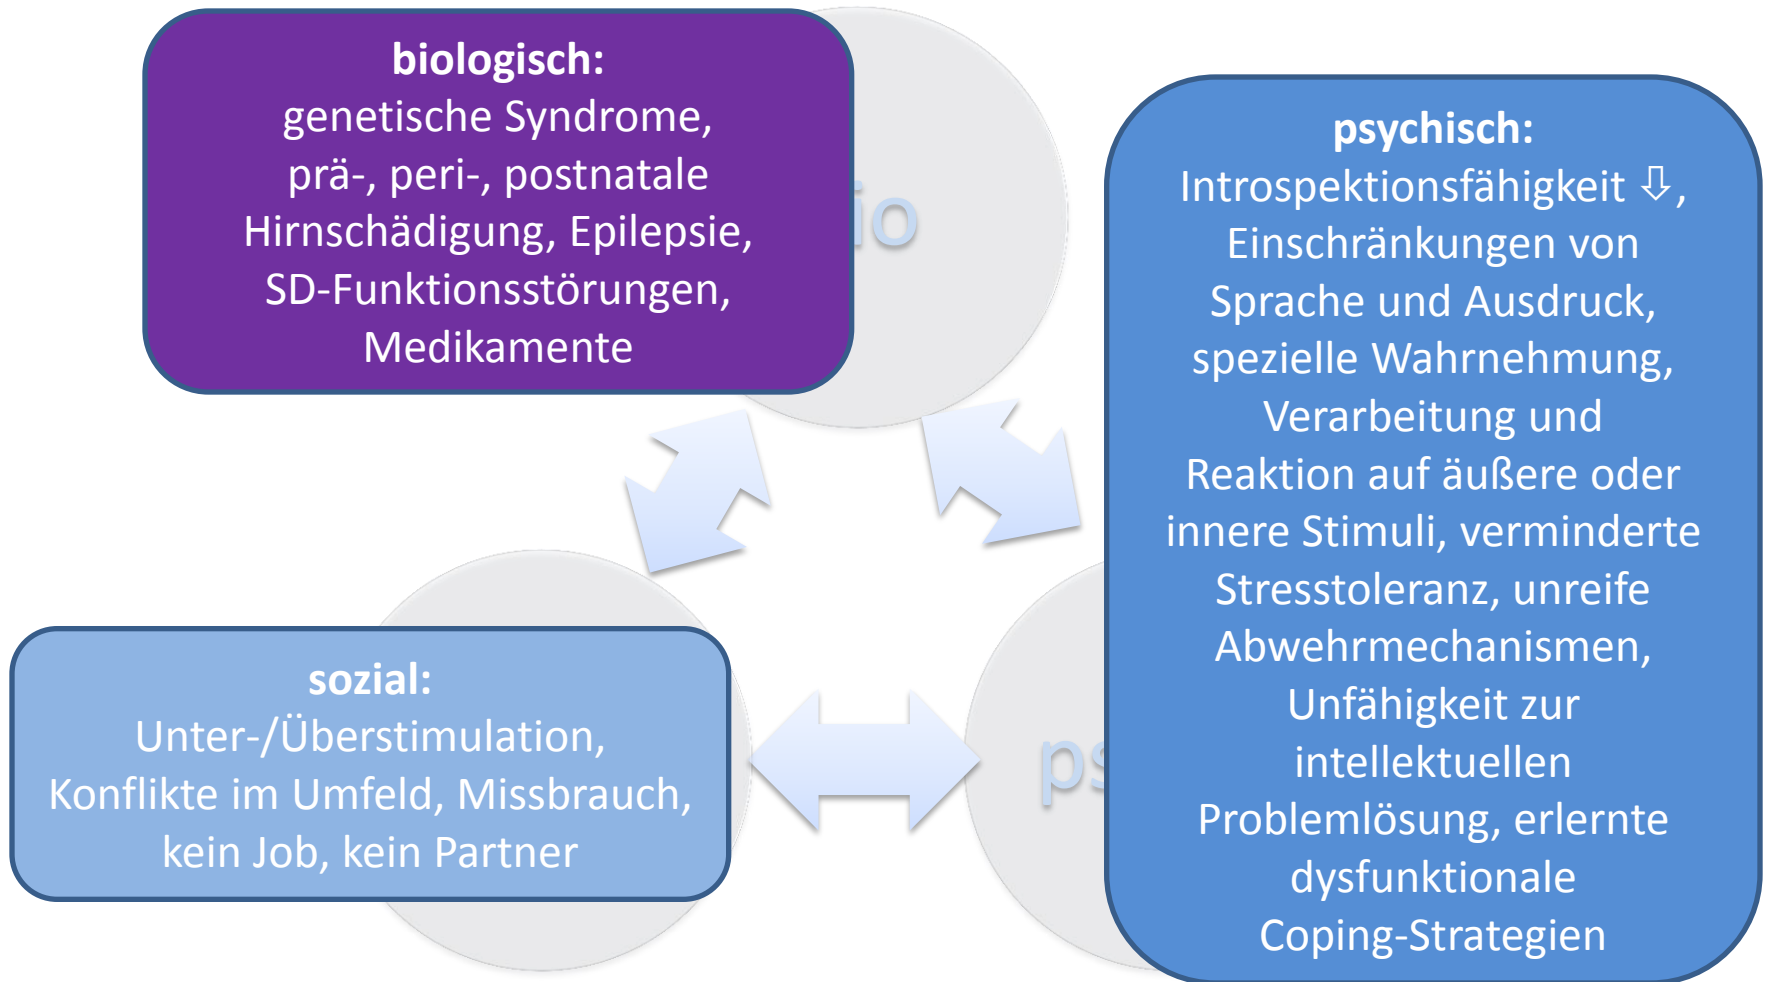 biologisch:
genetische Syndrome,
prä-, peri-, postnatale
Hirnschädigung, Epilepsie,
SD-Funktionsstörungen,
Medikamente
io
psychisch:
Introspektionsfähigkeit ⇩,
Einschränkungen von
Sprache und Ausdruck,
spezielle Wahrnehmung,
Verarbeitung und
Reaktion auf äußere oder
innere Stimuli, verminderte
Stresstoleranz, unreife
Abwehrmechanismen,
Unfähigkeit zur
intellektuellen
Problemlösung, erlernte
dysfunktionale
Coping-Strategien
ps
sozial:
Unter-/Überstimulation,
Konflikte im Umfeld, Missbrauch,
kein Job, kein Partner